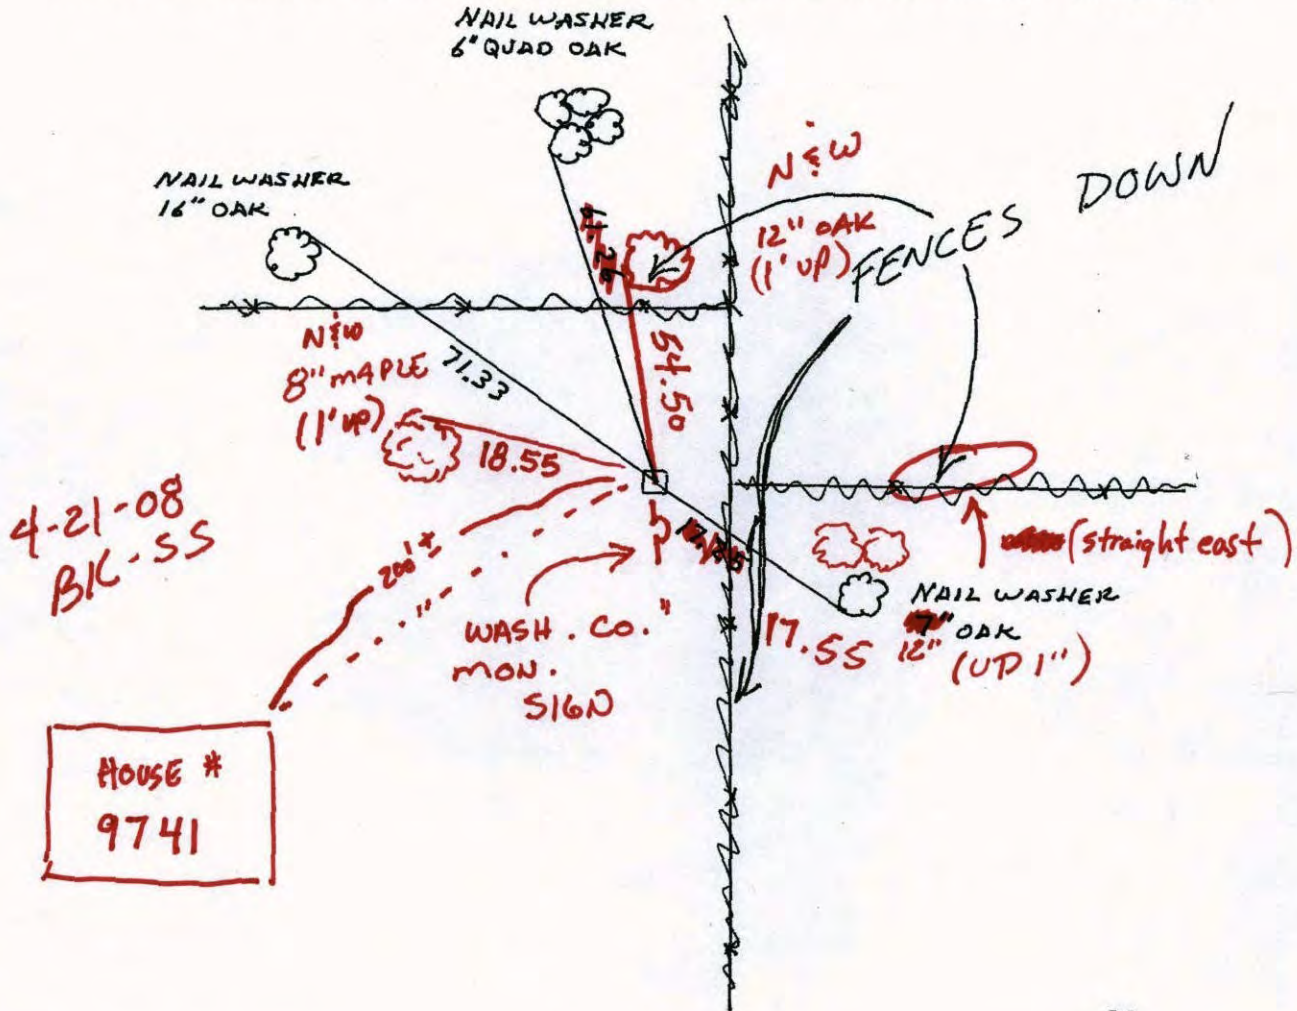 NAIL WASHER
6" QUAD OAK
NAIL WASHER
16" OAK
N & W
12" OAK
(1' UP)
FENCES DOWN
61.26
54.50
N & W
8" MAPLE
(1' UP)
71.33
18.55
4-21-08
BK-SS
200'±
WASH. CO.
MON.
SIGN
(straight east)
NAIL WASHER
7" OAK
12"
(UP 1")
17.55
HOUSE #
9741